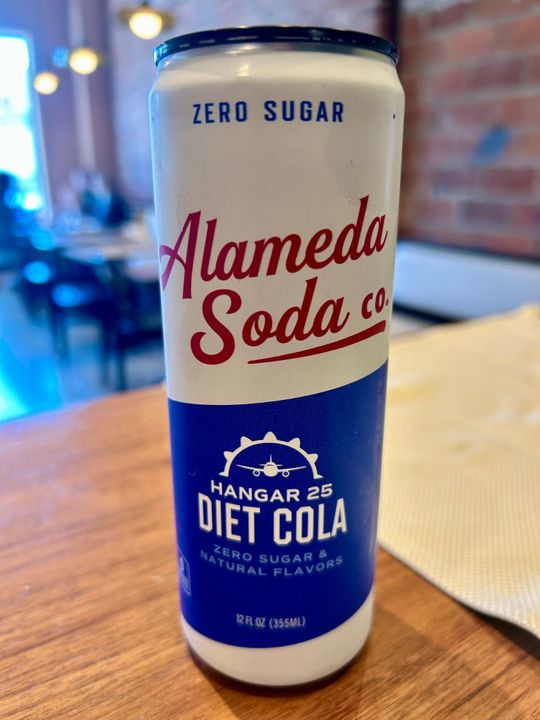 ZERO SUGAR
Alameda
Soda CO.
HANGAR 25
DIET COLA
ZERO SUGAR &
NATURAL FLAVORS
12 FL OZ (355ML)